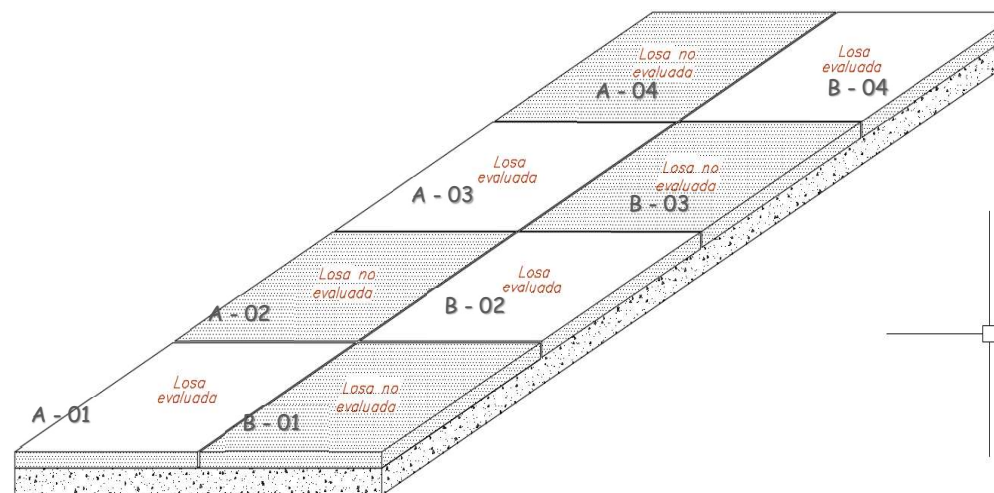 Losa no
evaluada
A - 04
Losa
evaluada
B - 04
Losa
evaluada
A - 03
Losa no
evaluada
B - 03
Losa no
evaluada
A - 02
Losa
evaluada
B - 02
Losa
evaluada
A - 01
Losa no
evaluada
B - 01